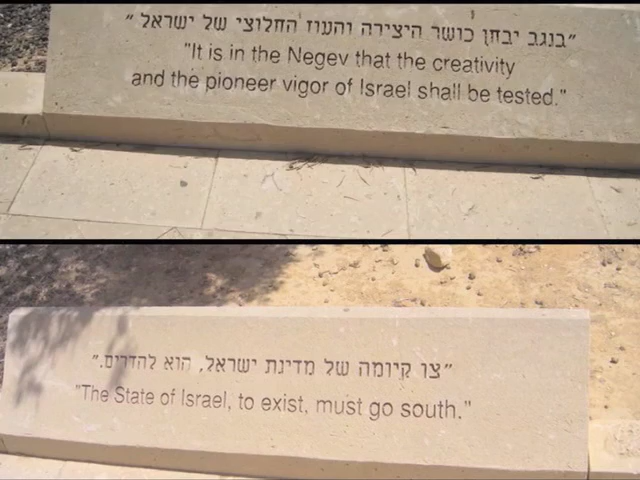 ״בנגב יבחן כושר היצירה והעוז החלוצי של ישראל״
"It is in the Negev that the creativity
and the pioneer vigor of Israel shall be tested."
״צו קיומה של מדינת ישראל, הוא להדרים.״
"The State of Israel, to exist, must go south."